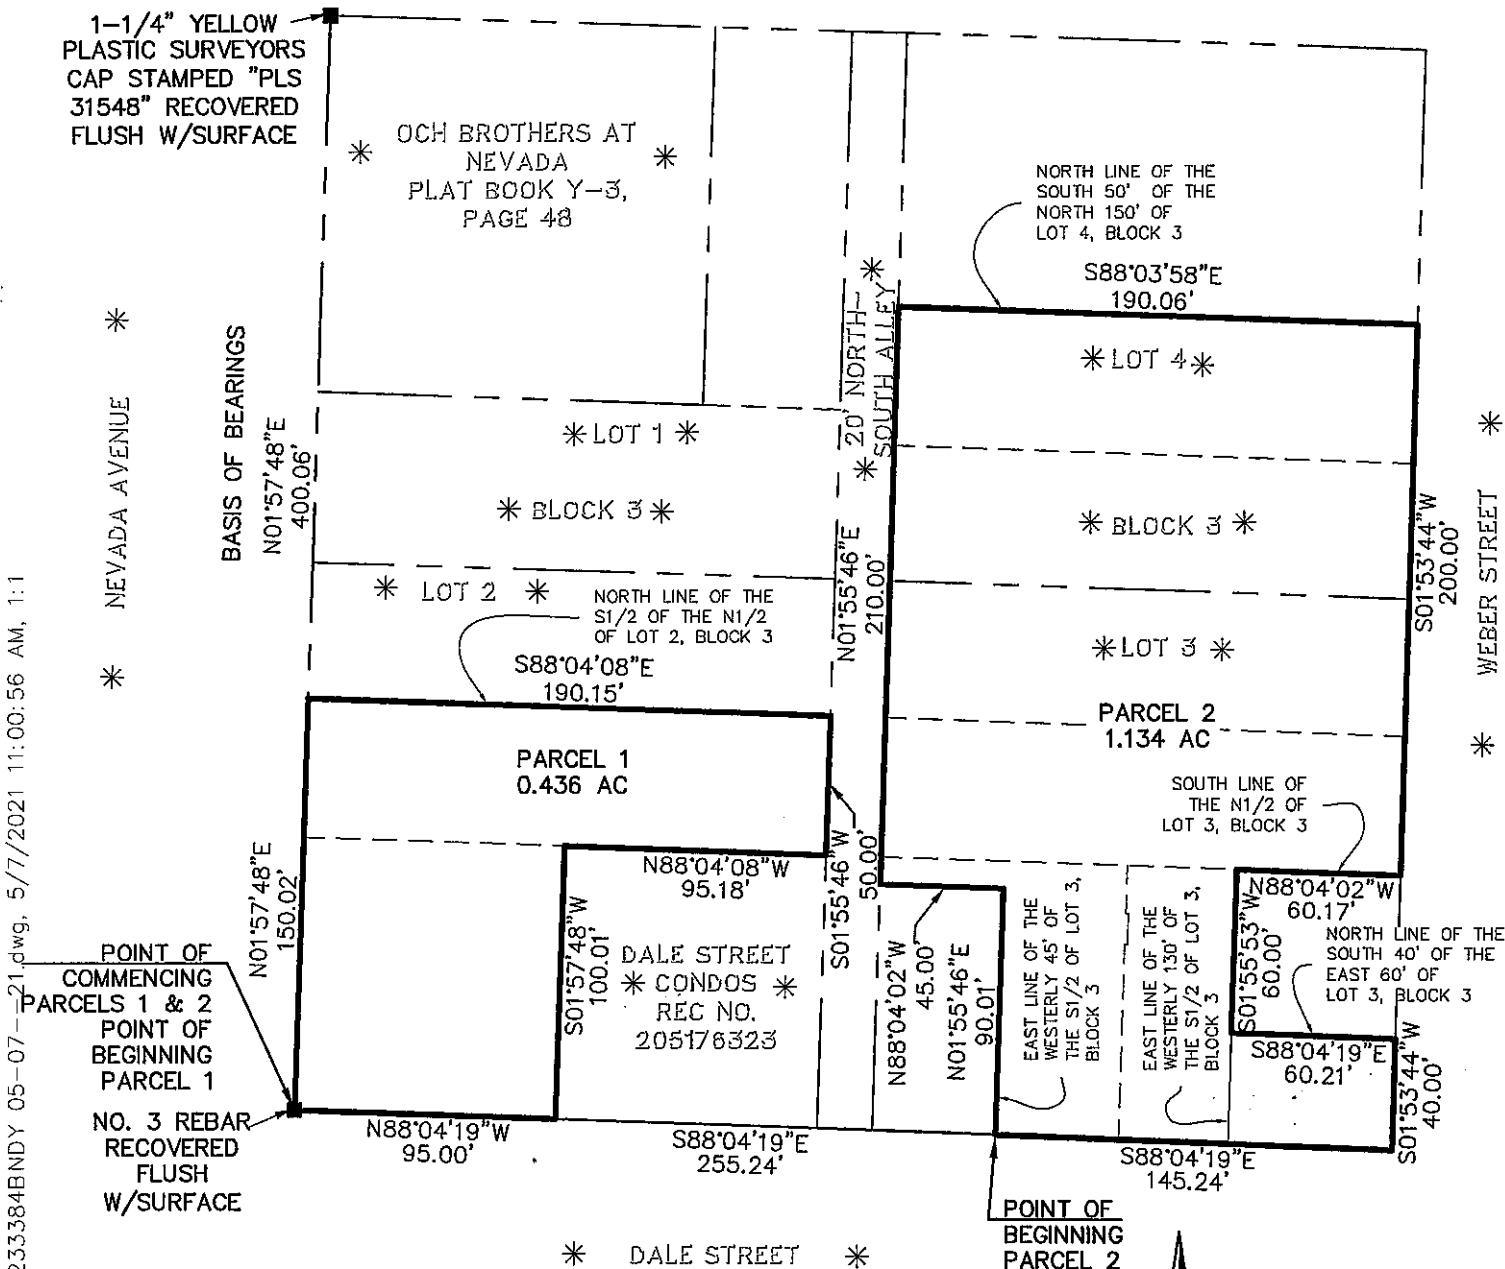 1-1/4" YELLOW
PLASTIC SURVEYORS
CAP STAMPED "PLS
31548" RECOVERED
FLUSH W/SURFACE
OCH BROTHERS AT
NEVADA
PLAT BOOK Y-3,
PAGE 48
NORTH LINE OF THE
SOUTH 50' OF THE
NORTH 150' OF
LOT 4, BLOCK 3
S88°03'58"E
190.06'
20' NORTH-
SOUTH ALLEY
LOT 4
NEVADA AVENUE
BASIS OF BEARINGS
N01°57'48"E
400.06'
LOT 1
BLOCK 3
BLOCK 3
S01°53'44"W
200.00'
WEBER STREET
LOT 2
NORTH LINE OF THE
S1/2 OF THE N1/2
OF LOT 2, BLOCK 3
N01°55'46"E
210.00'
LOT 3
S88°04'08"E
190.15'
PARCEL 1
0.436 AC
PARCEL 2
1.134 AC
SOUTH LINE OF
THE N1/2 OF
LOT 3, BLOCK 3
N01°57'48"E
150.02'
N88°04'08"W
95.18'
S01°55'46"W
50.00'
N88°04'02"W
60.17'
S01°57'48"W
100.01'
DALE STREET
CONDOS
REC NO.
205176323
N88°04'02"W
45.00'
N01°55'46"E
90.01'
EAST LINE OF THE
WESTERLY 45' OF
THE S1/2 OF LOT 3,
BLOCK 3
EAST LINE OF THE
WESTERLY 130' OF
THE S1/2 OF LOT 3,
BLOCK 3
S01°55'53"W
60.00'
NORTH LINE OF THE
SOUTH 40' OF THE
EAST 60' OF
LOT 3, BLOCK 3
S88°04'19"E
60.21'
S01°53'44"W
40.00'
POINT OF
COMMENCING
PARCELS 1 & 2
POINT OF
BEGINNING
PARCEL 1
NO. 3 REBAR
RECOVERED
FLUSH
W/SURFACE
N88°04'19"W
95.00'
S88°04'19"E
255.24'
S88°04'19"E
145.24'
POINT OF
BEGINNING
PARCEL 2
DALE STREET
233384BNDY 05-07-21.dwg, 5/7/2021 11:00:56 AM, 1:1